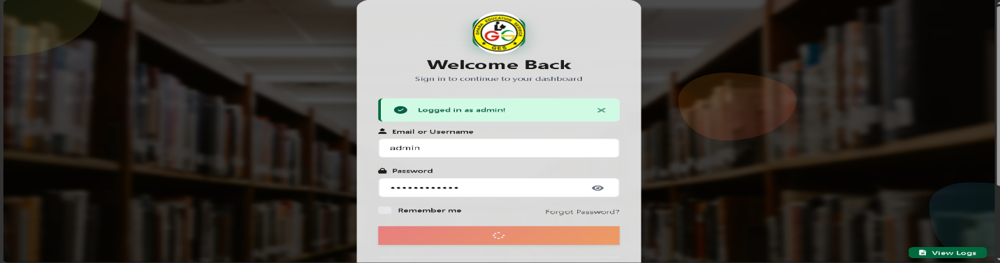 GHANA EDUCATION SERVICE
GES
GES
Welcome Back
Sign in to continue to your dashboard
Logged in as admin!
Email or Username
admin
Password
••••••••••••
Remember me
Forgot Password?
View Logs